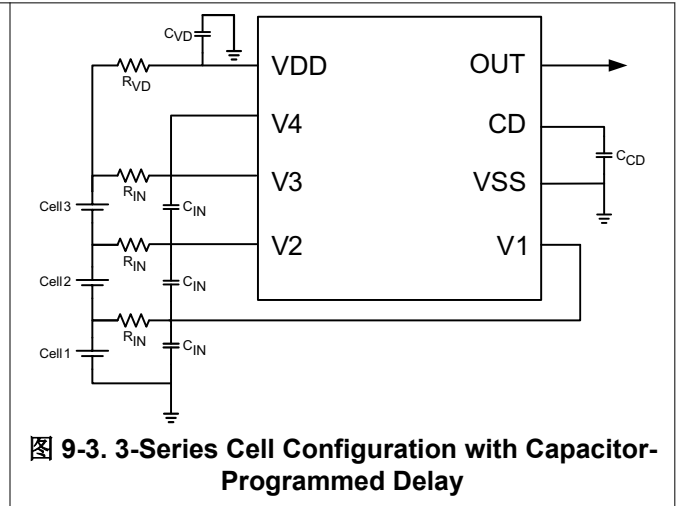 CVD
RVD
VDD
OUT
V4
CD
CCD
RIN
V3
VSS
Cell3
CIN
RIN
V2
V1
Cell2
CIN
RIN
Cell1
CIN
图 9-3. 3-Series Cell Configuration with Capacitor-
Programmed Delay